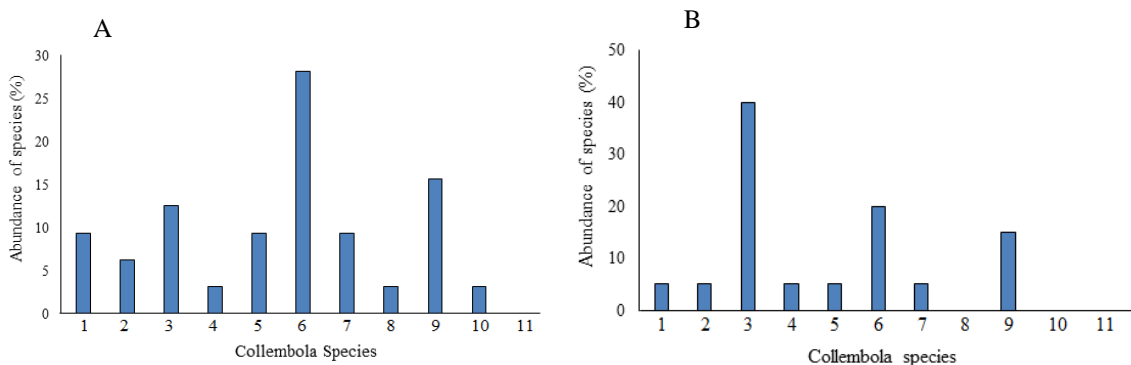 A
Abundance of species (%)
30
25
20
15
10
5
0
1 2 3 4 5 6 7 8 9 10 11
Collembola Species
B
Abundance of species (%)
50
40
30
20
10
0
1 2 3 4 5 6 7 8 9 10 11
Collembola species